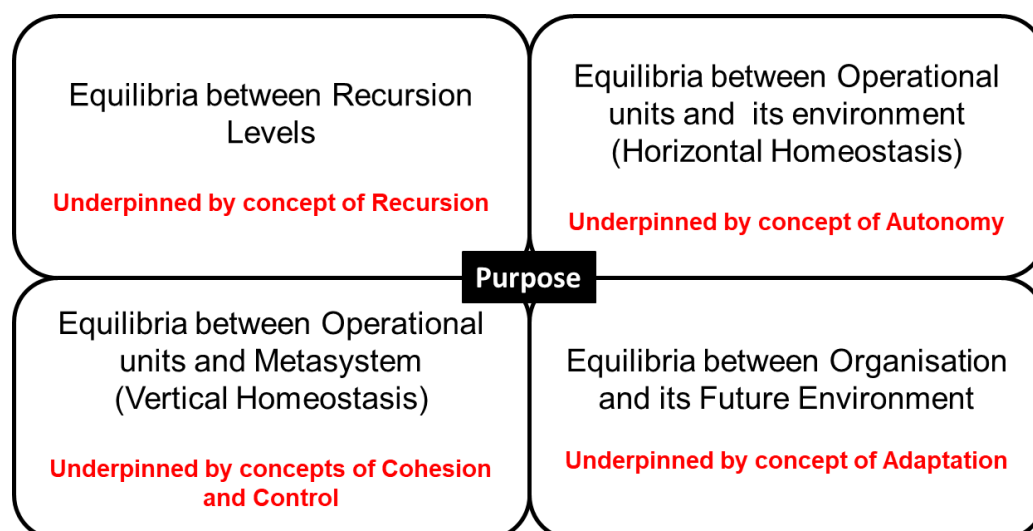 Equilibria between Recursion
Levels
Underpinned by concept of Recursion
Equilibria between Operational
units and its environment
(Horizontal Homeostasis)
Underpinned by concept of Autonomy
Purpose
Equilibria between Operational
units and Metasystem
(Vertical Homeostasis)
Underpinned by concepts of Cohesion
and Control
Equilibria between Organisation
and its Future Environment
Underpinned by concept of Adaptation